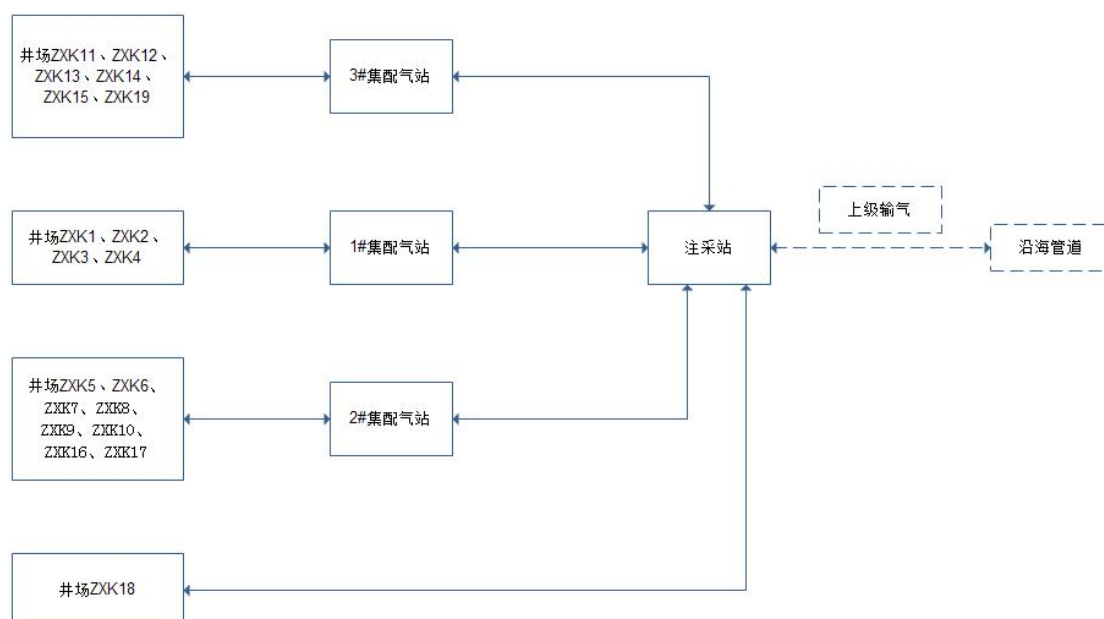 井场ZXK11、ZXK12、
ZXK13、ZXK14、
ZXK15、ZXK19
3#集配气站
井场ZXK1、ZXK2、
ZXK3、ZXK4
1#集配气站
注采站
上级输气
沿海管道
井场ZXK5、ZXK6、
ZXK7、ZXK8、
ZXK9、ZXK10、
ZXK16、ZXK17
2#集配气站
井场ZXK18